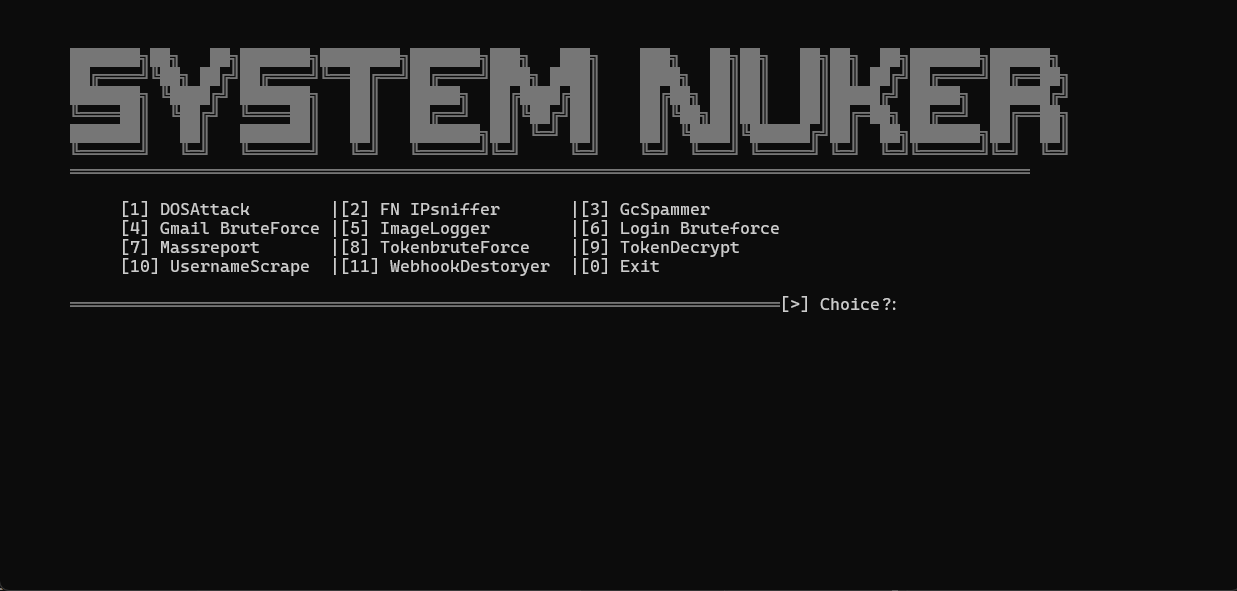 SYSTEM NUKER
[1] DOSAttack |[2] FN IPsniffer |[3] GcSpammer
[4] Gmail BruteForce |[5] ImageLogger |[6] Login Bruteforce
[7] Massreport |[8] TokenbruteForce |[9] TokenDecrypt
[10] UsernameScrape |[11] WebhookDestoryer |[0] Exit
[>] Choice?: